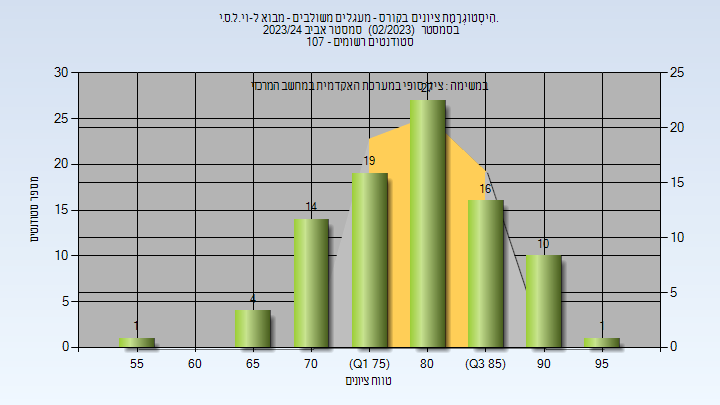 היסטוגרמת ציונים בקורס - מעגלים משולבים - מבוא ל-וי.ל.ס.י.
בסמסטר (02/2023) סמסטר אביב 2023/24
סטודנטים רשומים - 107
במשימה : ציון סופי במערכת האקדמית במחשב המרכזי
30 25 20 15 10 5 0
מספר סטודנטים
25 20 15 10 5 0
1 4 14 19 27 16 10 1
55 60 65 70 (Q1 75) 80 (Q3 85) 90 95
טווח ציונים